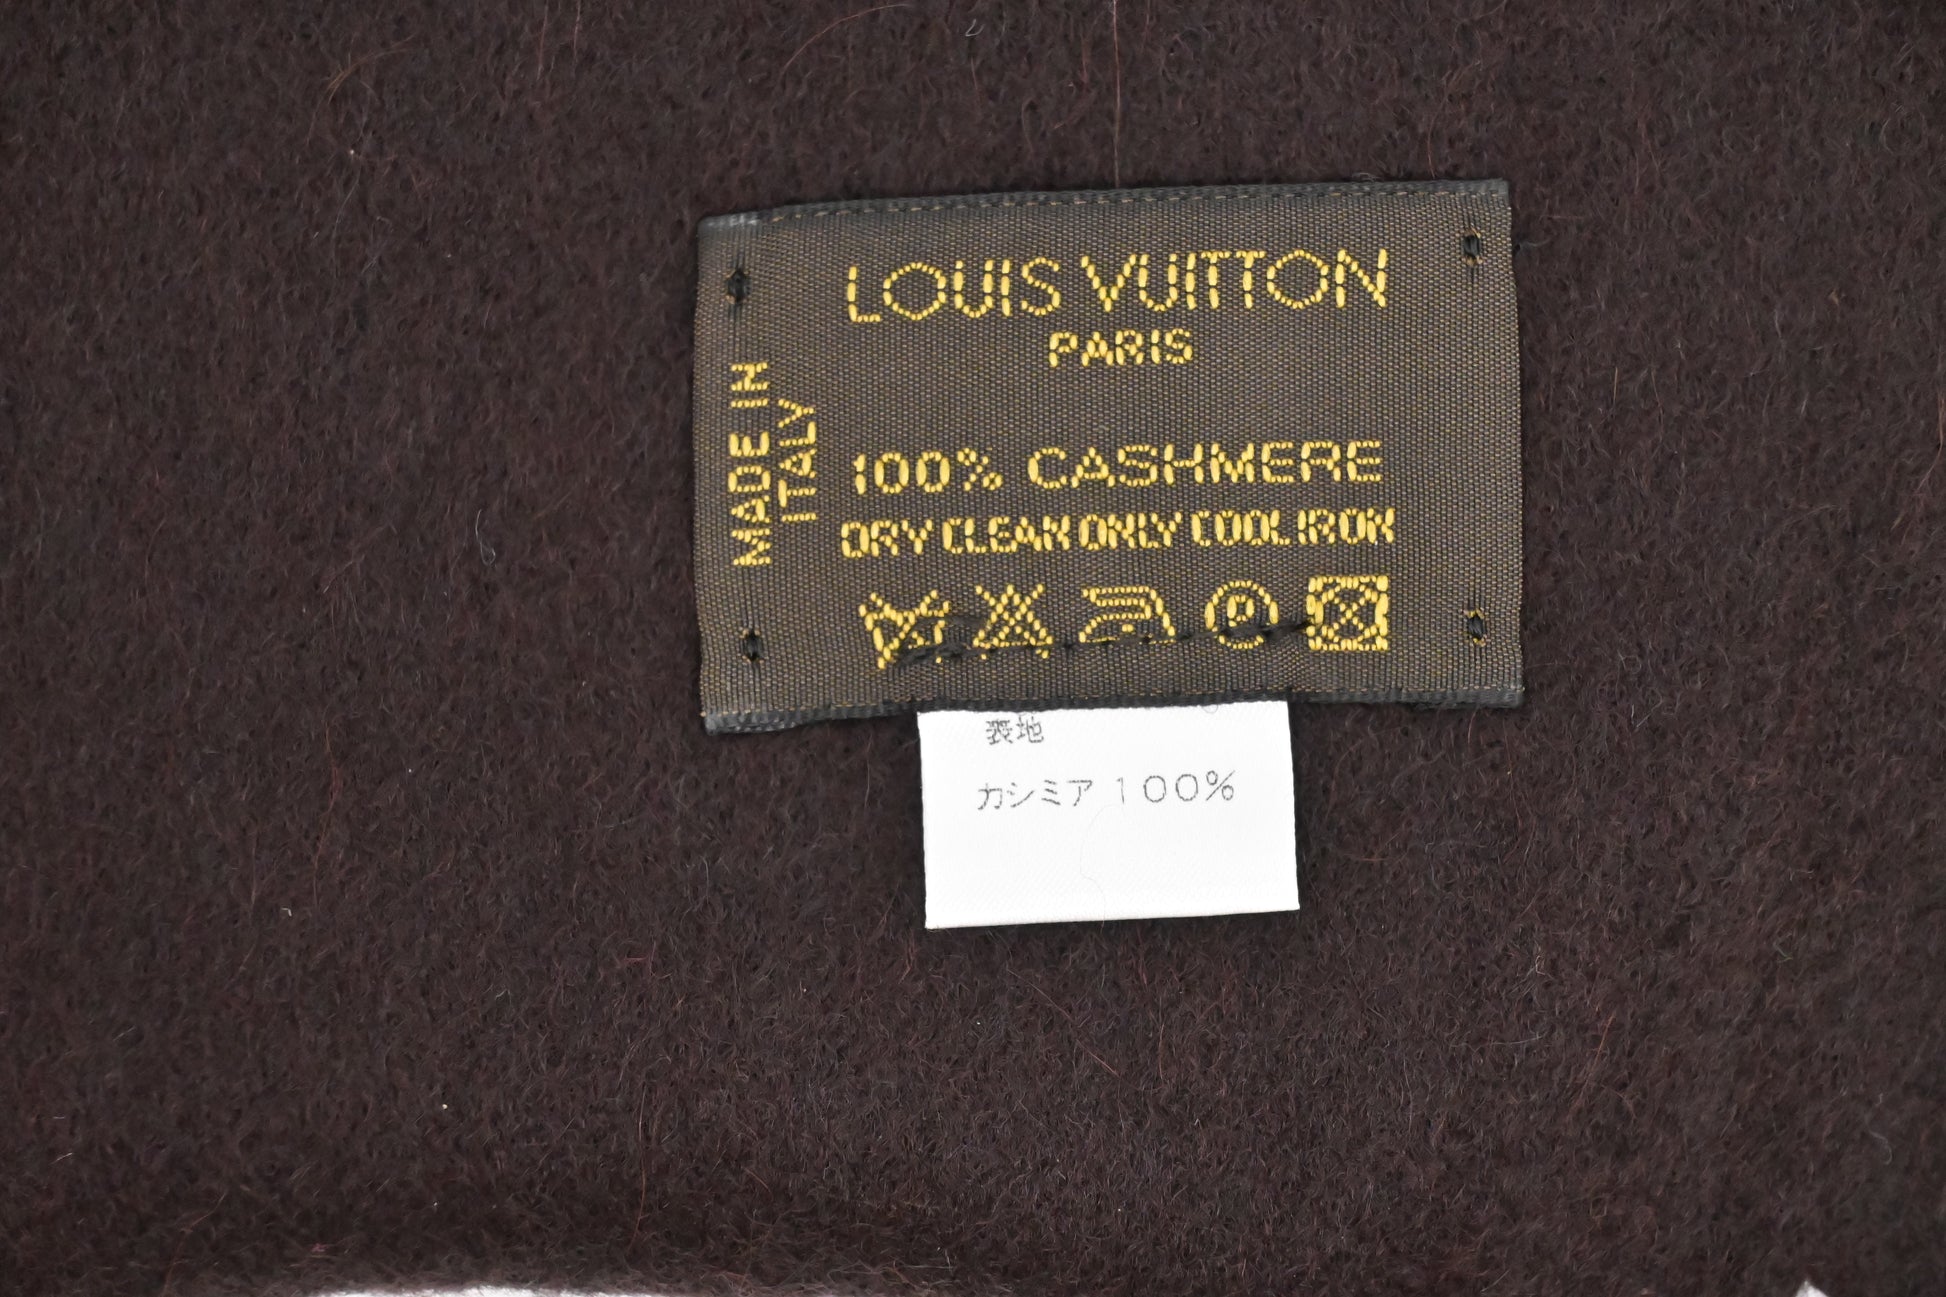 LOUIS VUITTON
PARIS
MADE IN
ITALY
100% CASHMERE
DRY CLEAN ONLY COOL IRON
P
表地
カシミア 100%